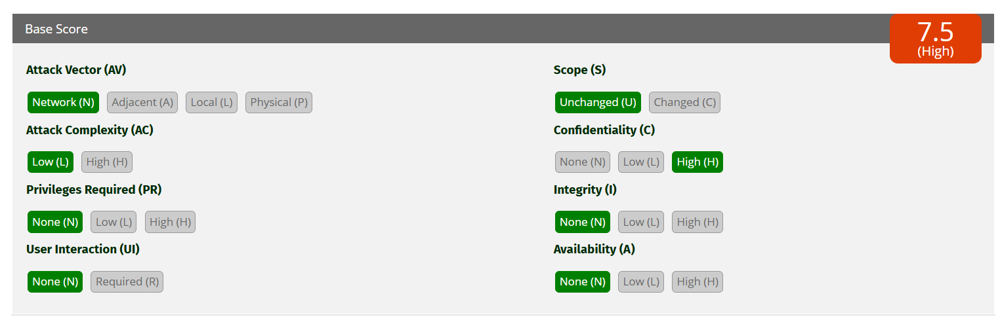 Base Score
7.5
(High)
Attack Vector (AV)
Network (N) Adjacent (A) Local (L) Physical (P)
Attack Complexity (AC)
Low (L) High (H)
Privileges Required (PR)
None (N) Low (L) High (H)
User Interaction (UI)
None (N) Required (R)
Scope (S)
Unchanged (U) Changed (C)
Confidentiality (C)
None (N) Low (L) High (H)
Integrity (I)
None (N) Low (L) High (H)
Availability (A)
None (N) Low (L) High (H)